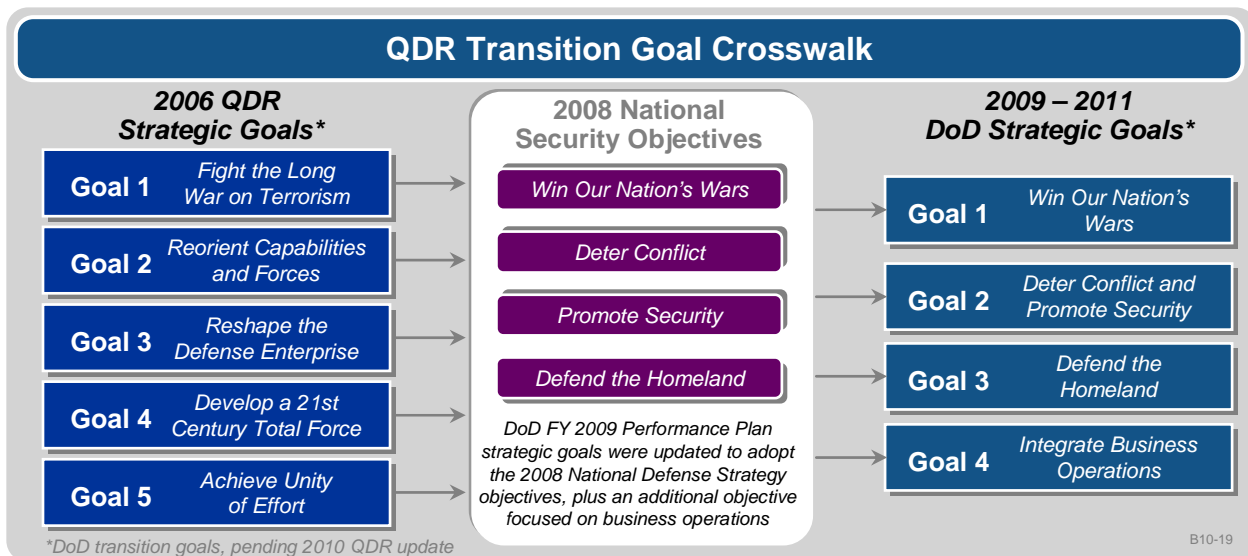 QDR Transition Goal Crosswalk
2006 QDR
Strategic Goals*
Goal 1
Fight the Long
War on Terrorism
Goal 2
Reorient Capabilities
and Forces
Goal 3
Reshape the
Defense Enterprise
Goal 4
Develop a 21st
Century Total Force
Goal 5
Achieve Unity
of Effort
2008 National
Security Objectives
Win Our Nation's Wars
Deter Conflict
Promote Security
Defend the Homeland
DoD FY 2009 Performance Plan
strategic goals were updated to adopt
the 2008 National Defense Strategy
objectives, plus an additional objective
focused on business operations
2009 – 2011
DoD Strategic Goals*
Goal 1
Win Our Nation's
Wars
Goal 2
Deter Conflict and
Promote Security
Goal 3
Defend the
Homeland
Goal 4
Integrate Business
Operations
*DoD transition goals, pending 2010 QDR update
B10-19